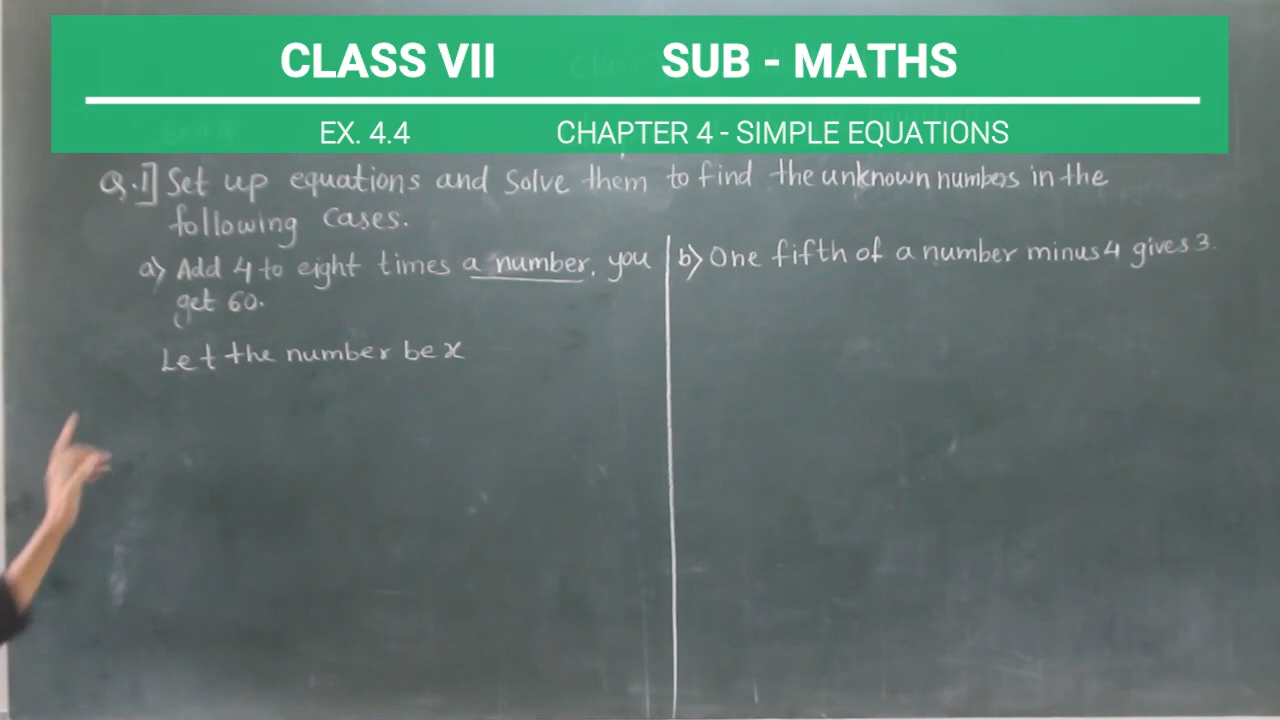 CLASS VII SUB - MATHS
EX. 4.4 CHAPTER 4 - SIMPLE EQUATIONS
Q.1] Set up equations and solve them to find the unknown numbers in the
following cases.
a) Add 4 to eight times a number, you
get 60.
Let the number be x
b) One fifth of a number minus 4 gives 3.